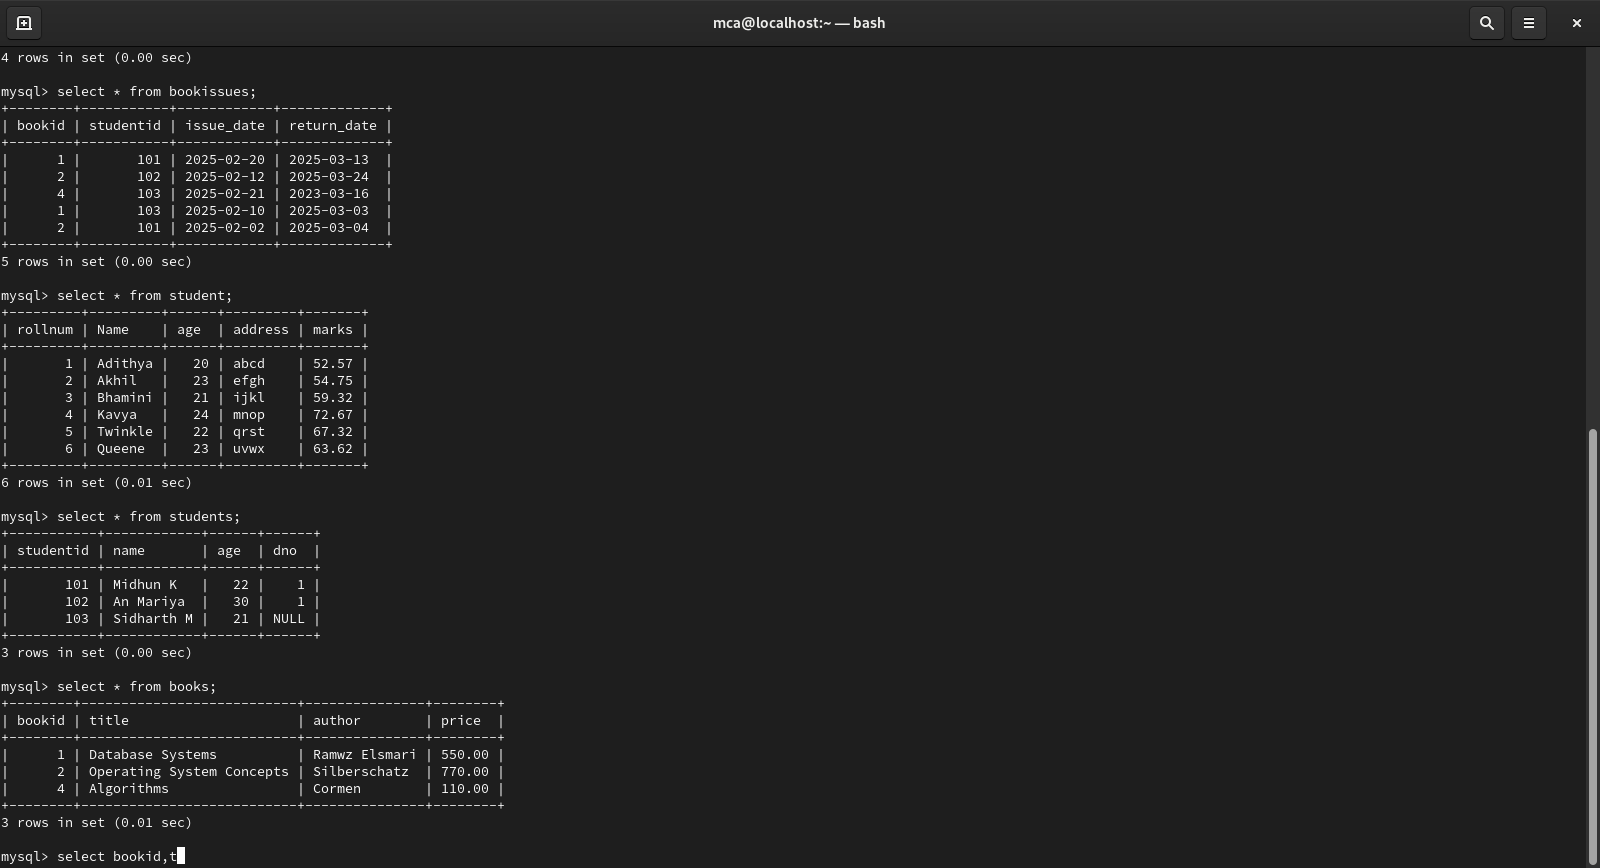 mca@localhost:~ — bash
4 rows in set (0.00 sec)
mysql> select * from bookissues;
+--------+-----------+------------+-------------+
| bookid | studentid | issue_date | return_date |
+--------+-----------+------------+-------------+
|      1 |       101 | 2025-02-20 | 2025-03-13  |
|      2 |       102 | 2025-02-12 | 2025-03-24  |
|      4 |       103 | 2025-02-21 | 2023-03-16  |
|      1 |       103 | 2025-02-10 | 2025-03-03  |
|      2 |       101 | 2025-02-02 | 2025-03-04  |
+--------+-----------+------------+-------------+
5 rows in set (0.00 sec)
mysql> select * from student;
+---------+---------+------+---------+-------+
| rollnum | Name    | age  | address | marks |
+---------+---------+------+---------+-------+
|       1 | Adithya |   20 | abcd    | 52.57 |
|       2 | Akhil   |   23 | efgh    | 54.75 |
|       3 | Bhamini |   21 | ijkl    | 59.32 |
|       4 | Kavya   |   24 | mnop    | 72.67 |
|       5 | Twinkle |   22 | qrst    | 67.32 |
|       6 | Queene  |   23 | uvwx    | 63.62 |
+---------+---------+------+---------+-------+
6 rows in set (0.01 sec)
mysql> select * from students;
+-----------+------------+------+------+
| studentid | name       | age  | dno  |
+-----------+------------+------+------+
|       101 | Midhun K   |   22 |    1 |
|       102 | An Mariya  |   30 |    1 |
|       103 | Sidharth M |   21 | NULL |
+-----------+------------+------+------+
3 rows in set (0.00 sec)
mysql> select * from books;
+--------+---------------------------+---------------+--------+
| bookid | title                     | author        | price  |
+--------+---------------------------+---------------+--------+
|      1 | Database Systems          | Ramwz Elsmari | 550.00 |
|      2 | Operating System Concepts | Silberschatz  | 770.00 |
|      4 | Algorithms                | Cormen        | 110.00 |
+--------+---------------------------+---------------+--------+
3 rows in set (0.01 sec)
mysql> select bookid,t